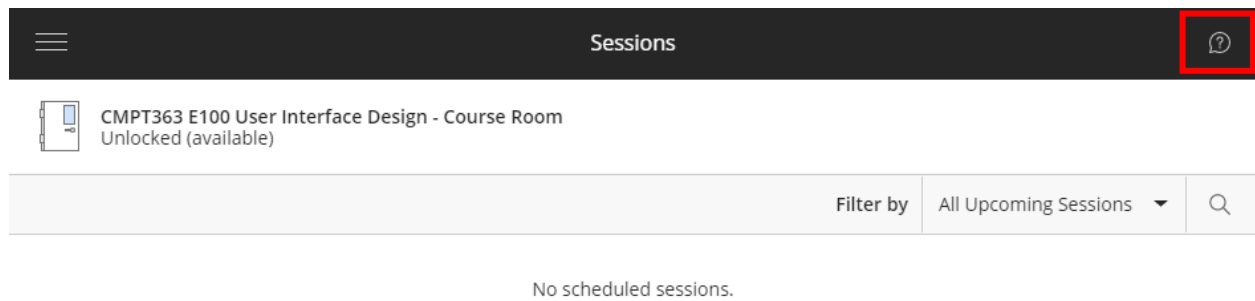 Sessions
CMPT363 E100 User Interface Design - Course Room
Unlocked (available)
Filter by All Upcoming Sessions
No scheduled sessions.